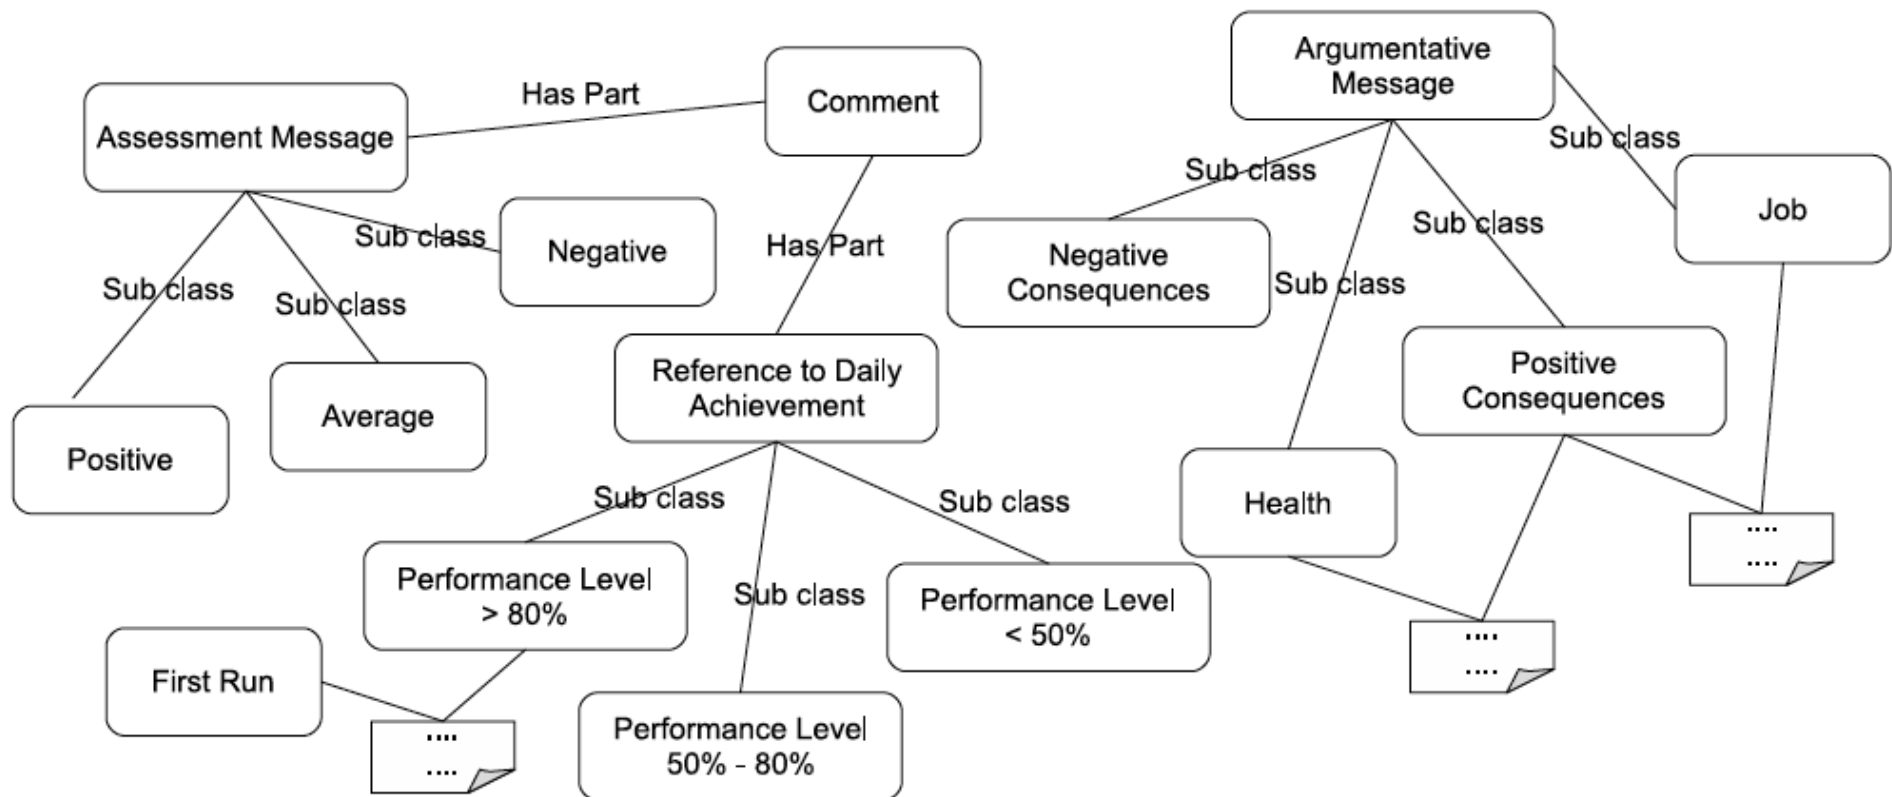 Argumentative
Message
Comment
Has Part
Assessment Message
Sub class
Sub class
Job
Negative
Sub class
Has Part
Negative
Consequences
Sub class
Sub class
Sub class
Sub class
Reference to Daily
Achievement
Positive
Consequences
Average
Positive
Sub class
Sub class
Health
....
....
Performance Level
> 80%
Sub class
Performance Level
< 50%
....
....
First Run
Performance Level
50% - 80%
....
....